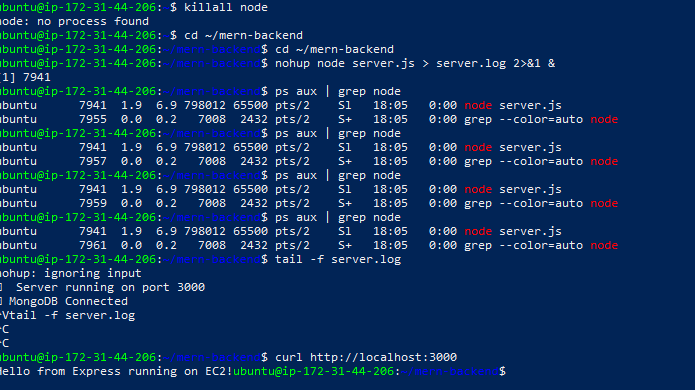 ubuntu@ip-172-31-44-206:~$ killall node
node: no process found
ubuntu@ip-172-31-44-206:~$ cd ~/mern-backend
ubuntu@ip-172-31-44-206:~/mern-backend$ cd ~/mern-backend
ubuntu@ip-172-31-44-206:~/mern-backend$ nohup node server.js > server.log 2>&1 &
[1] 7941
ubuntu@ip-172-31-44-206:~/mern-backend$ ps aux | grep node
ubuntu 7941 1.9 6.9 798012 65500 pts/2 Sl 18:05 0:00 node server.js
ubuntu 7955 0.0 0.2 7008 2432 pts/2 S+ 18:05 0:00 grep --color=auto node
ubuntu@ip-172-31-44-206:~/mern-backend$ ps aux | grep node
ubuntu 7941 1.9 6.9 798012 65500 pts/2 Sl 18:05 0:00 node server.js
ubuntu 7957 0.0 0.2 7008 2432 pts/2 S+ 18:05 0:00 grep --color=auto node
ubuntu@ip-172-31-44-206:~/mern-backend$ ps aux | grep node
ubuntu 7941 1.9 6.9 798012 65500 pts/2 Sl 18:05 0:00 node server.js
ubuntu 7959 0.0 0.2 7008 2432 pts/2 S+ 18:05 0:00 grep --color=auto node
ubuntu@ip-172-31-44-206:~/mern-backend$ ps aux | grep node
ubuntu 7941 1.9 6.9 798012 65500 pts/2 Sl 18:05 0:00 node server.js
ubuntu 7961 0.0 0.2 7008 2432 pts/2 S+ 18:05 0:00 grep --color=auto node
ubuntu@ip-172-31-44-206:~/mern-backend$ tail -f server.log
nohup: ignoring input
Server running on port 3000
MongoDB Connected
^Vtail -f server.log
^C
^C
ubuntu@ip-172-31-44-206:~/mern-backend$ curl http://localhost:3000
Hello from Express running on EC2!ubuntu@ip-172-31-44-206:~/mern-backend$